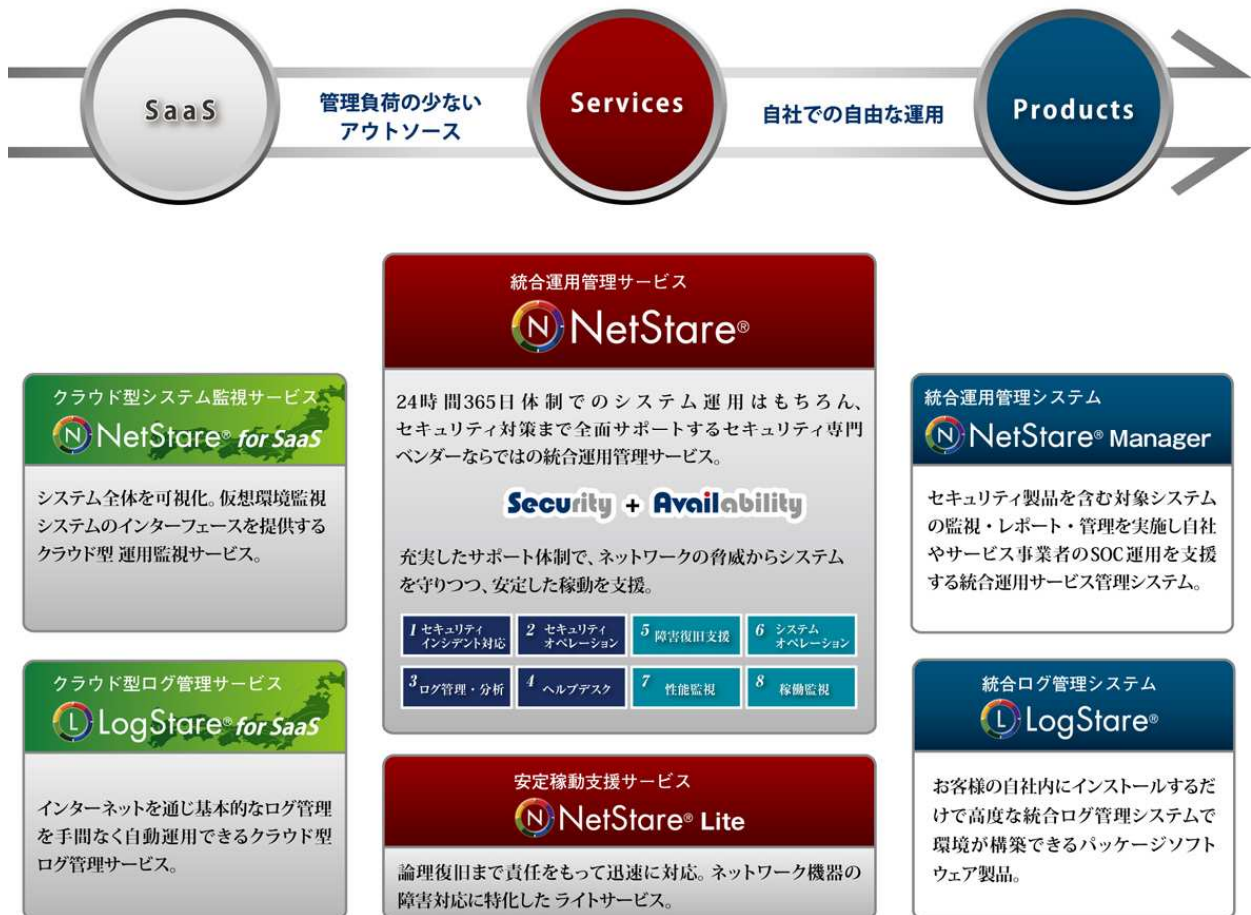 SaaS
管理負荷の少ない
アウトソース
Services
自社での自由な運用
Products
クラウド型システム監視サービス
N NetStare® for SaaS
システム全体を可視化。仮想環境監視
システムのインターフェースを提供する
クラウド型 運用監視サービス。
クラウド型ログ管理サービス
L LogStare® for SaaS
インターネットを通じ基本的なログ管理
を手間なく自動運用できるクラウド型
ログ管理サービス。
統合運用管理サービス
N NetStare®
24時間365日体制でのシステム運用はもちろん、
セキュリティ対策まで全面サポートするセキュリティ専門
ベンダーならではの統合運用管理サービス。
Security + Availability
充実したサポート体制で、ネットワークの脅威からシステム
を守りつつ、安定した稼動を支援。
1 セキュリティ
インシデント対応
2 セキュリティ
オペレーション
5 障害復旧支援
6 システム
オペレーション
3 ログ管理・分析
4 ヘルプデスク
7 性能監視
8 稼働監視
安定稼動支援サービス
N NetStare® Lite
論理復旧まで責任をもって迅速に対応。ネットワーク機器の
障害対応に特化した ライトサービス。
統合運用管理システム
N NetStare® Manager
セキュリティ製品を含む対象システム
の監視・レポート・管理を実施し自社
やサービス事業者のSOC運用を支援
する統合運用サービス管理システム。
統合ログ管理システム
L LogStare®
お客様の自社内にインストールするだ
けで高度な統合ログ管理システムで
環境が構築できるパッケージソフト
ウェア製品。